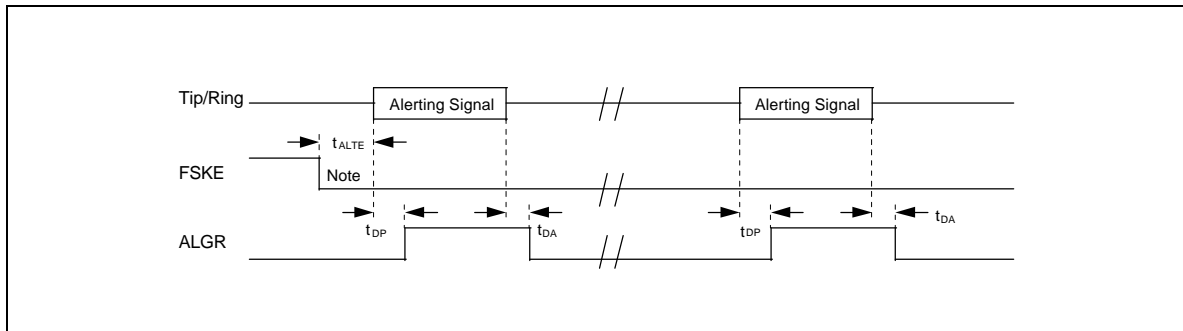 Tip/Ring
Alerting Signal
Alerting Signal
tALTE
FSKE
Note
tDP
tDA
tDP
tDA
ALGR